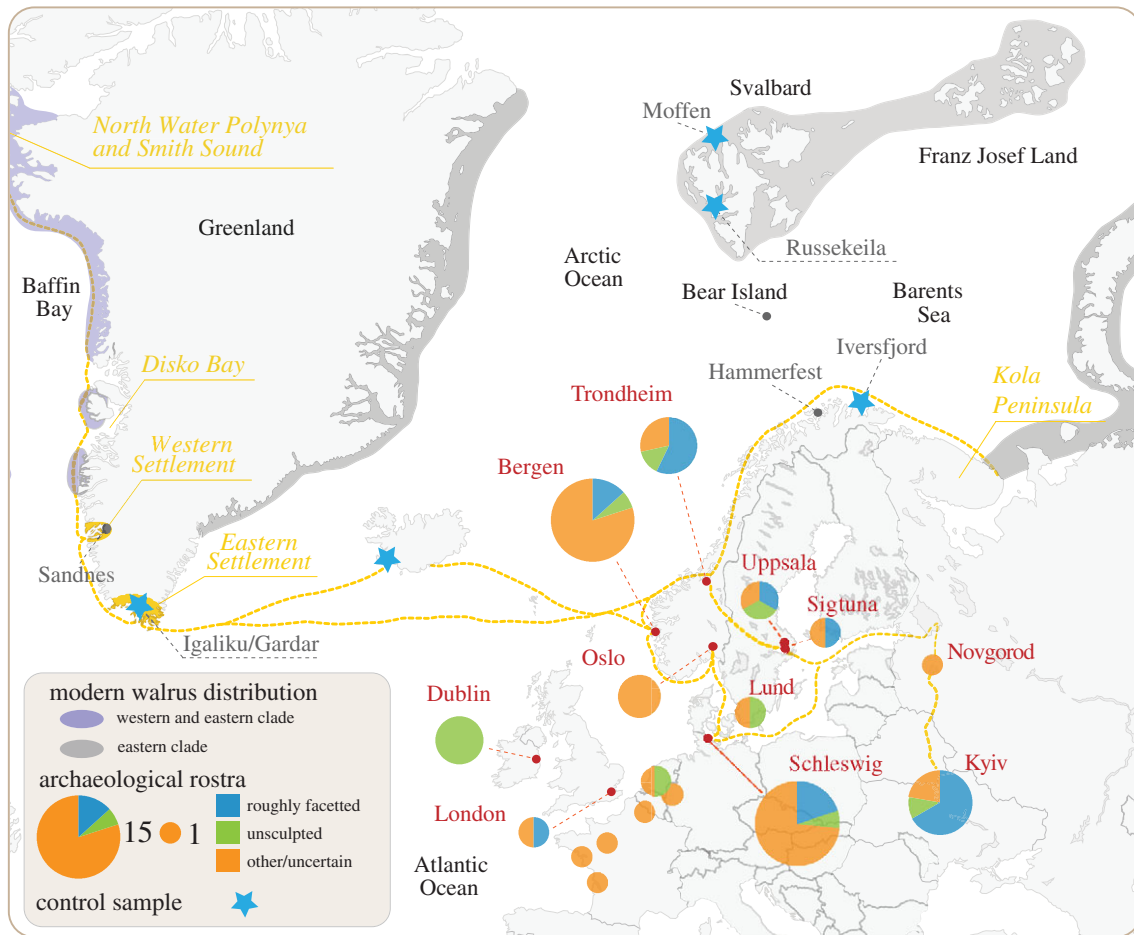 Svalbard
Moffen
North Water Polynya
and Smith Sound
Franz Josef Land
Greenland
Russekeila
Arctic
Ocean
Baffin
Bay
Bear Island
Barents
Sea
Iversfjord
Disko Bay
Hammerfest
Kola
Peninsula
Trondheim
Western
Settlement
Bergen
Eastern
Settlement
Uppsala
Sandnes
Sigtuna
Igaliku/Gardar
Oslo
Novgorod
Dublin
Lund
Schleswig
Kyiv
London
Atlantic
Ocean
modern walrus distribution
western and eastern clade
eastern clade
archaeological rostra
15
1
roughly facetted
unsculpted
other/uncertain
control sample